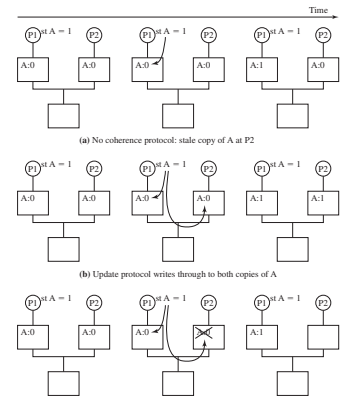 Time
P1 st A = 1 P2 P1 st A = 1 P2 P1 st A = 1 P2
A:0 A:0 A:0 A:0 A:1 A:0
(a) No coherence protocol: stale copy of A at P2
P1 st A = 1 P2 P1 st A = 1 P2 P1 st A = 1 P2
A:0 A:0 A:0 A:0 A:1 A:1
(b) Update protocol writes through to both copies of A
P1 st A = 1 P2 P1 st A = 1 P2 P1 st A = 1 P2
A:0 A:0 A:0 A:0 A:1